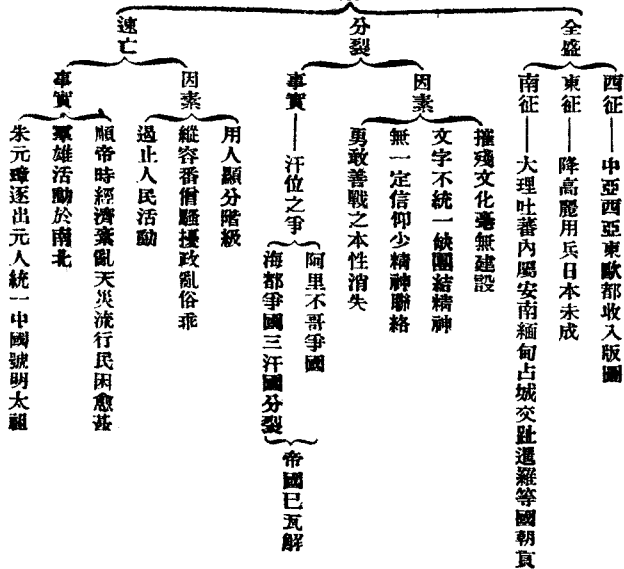 全盛
西征——中亞西亞東歐都收入版圖
東征——降高麗用兵日本未成
南征——大理吐蕃內屬安南緬甸占城交趾暹羅等國朝貢
分裂
因素
摧殘文化毫無建設
文字不統一缺團結精神
無一定信仰少精神聯絡
勇敢善戰之本性消失
事實——汗位之爭
阿里不哥爭國
海都爭國三汗國分裂
帝國已瓦解
速亡
因素
用人顯分階級
縱容番僧騷擾政亂俗乖
遏止人民活動
事實
順帝時經濟紊亂天災流行民困愈甚
羣雄活動於南北
朱元璋逐出元人統一中國號明太祖